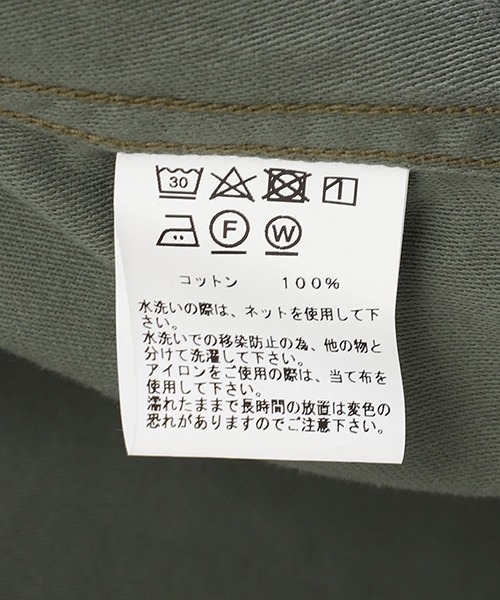 30
F W
コットン 100%
水洗いの際は、ネットを使用して下
さい。
水洗いでの移染防止の為、他の物と
分けて洗濯して下さい。
アイロンをご使用の際は、当て布を
使用して下さい。
濡れたままで長時間の放置は変色の
恐れがありますのでご注意下さい。